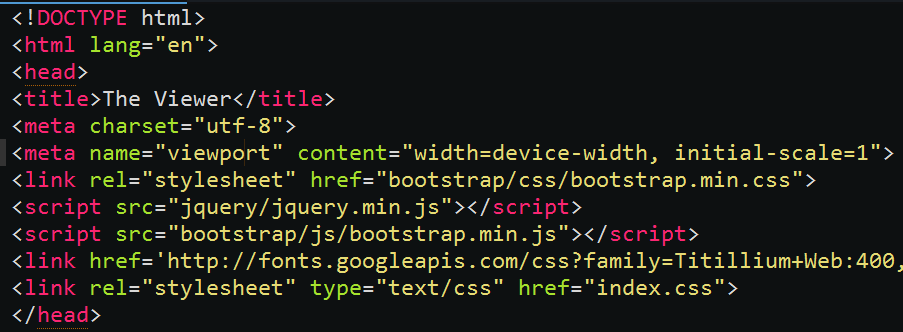 <!DOCTYPE html>
<html lang="en">
<head>
<title>The Viewer</title>
<meta charset="utf-8">
<meta name="viewport" content="width=device-width, initial-scale=1">
<link rel="stylesheet" href="bootstrap/css/bootstrap.min.css">
<script src="jquery/jquery.min.js"></script>
<script src="bootstrap/js/bootstrap.min.js"></script>
<link href='http://fonts.googleapis.com/css?family=Titillium+Web:400,
<link rel="stylesheet" type="text/css" href="index.css">
</head>